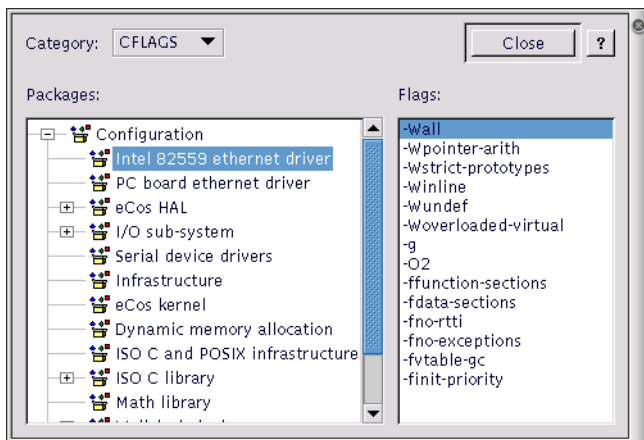 Category: CFLAGS Close ?
Packages:
Configuration
Intel 82559 ethernet driver
PC board ethernet driver
eCos HAL
I/O sub-system
Serial device drivers
Infrastructure
eCos kernel
Dynamic memory allocation
ISO C and POSIX infrastructure
ISO C library
Math library
Flags:
-Wall
-Wpointer-arith
-Wstrict-prototypes
-Winline
-Wundef
-Woverloaded-virtual
-g
-O2
-ffunction-sections
-fdata-sections
-fno-rtti
-fno-exceptions
-fvtable-gc
-finit-priority